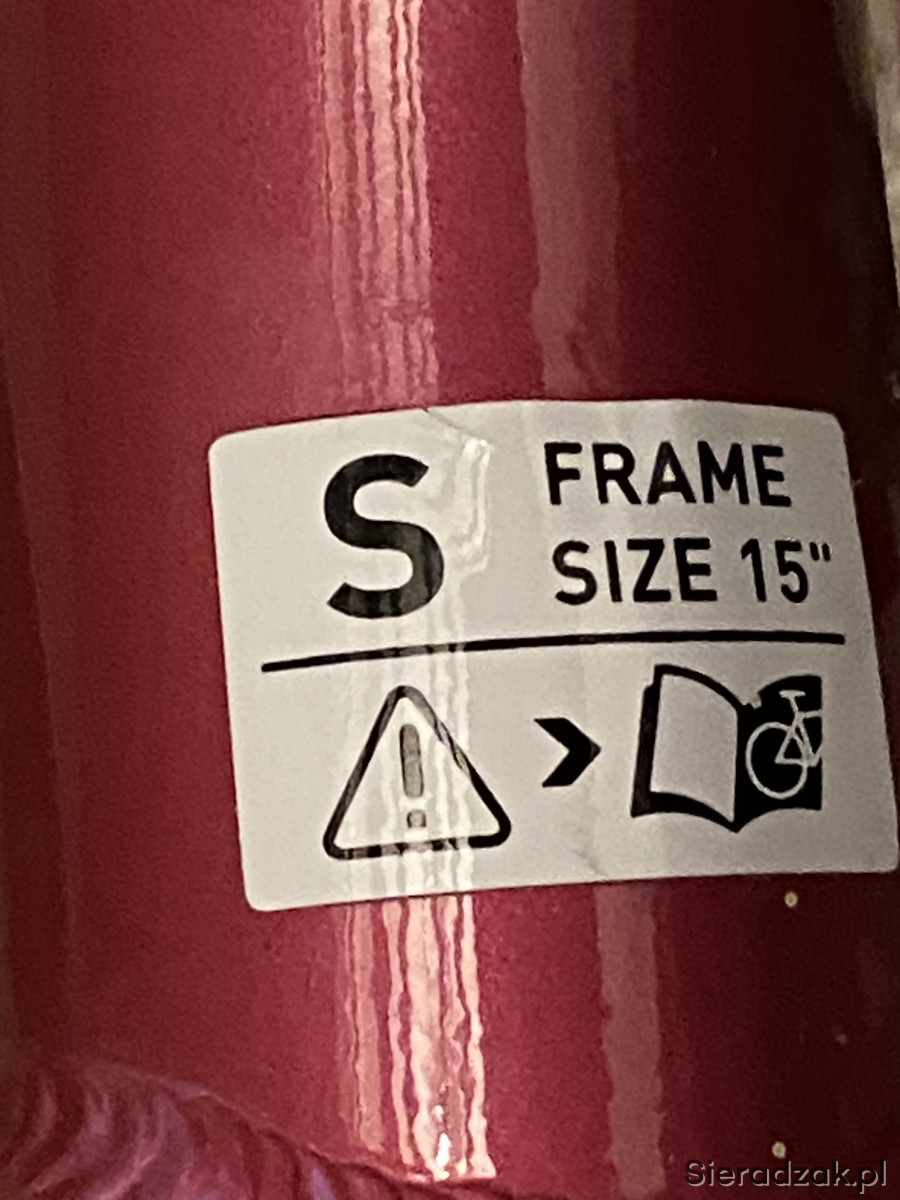 S
FRAME
SIZE 15"
Sieradzak.pl